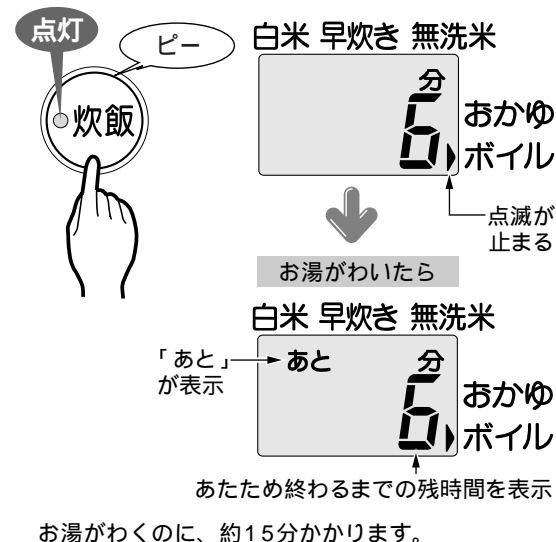 点灯
ピー
炊飯
白米 早炊き 無洗米
分
6
おかゆ
ボイル
点滅が
止まる
お湯がわいたら
白米 早炊き 無洗米
「あと」
が表示
あと 分
6
おかゆ
ボイル
あたため終わるまでの残時間を表示
お湯がわくのに、約15分かかります。